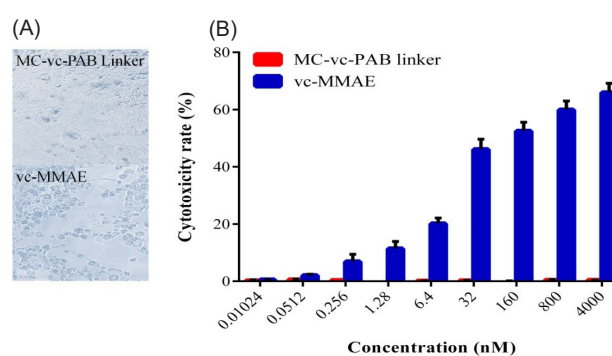 (A)
MC-vc-PAB Linker
vc-MMAE
(B)
MC-vc-PAB linker
vc-MMAE
Cytotoxicity rate (%)
80
60
40
20
0
0.01024
0.0512
0.256
1.28
6.4
32
160
800
4000
Concentration (nM)